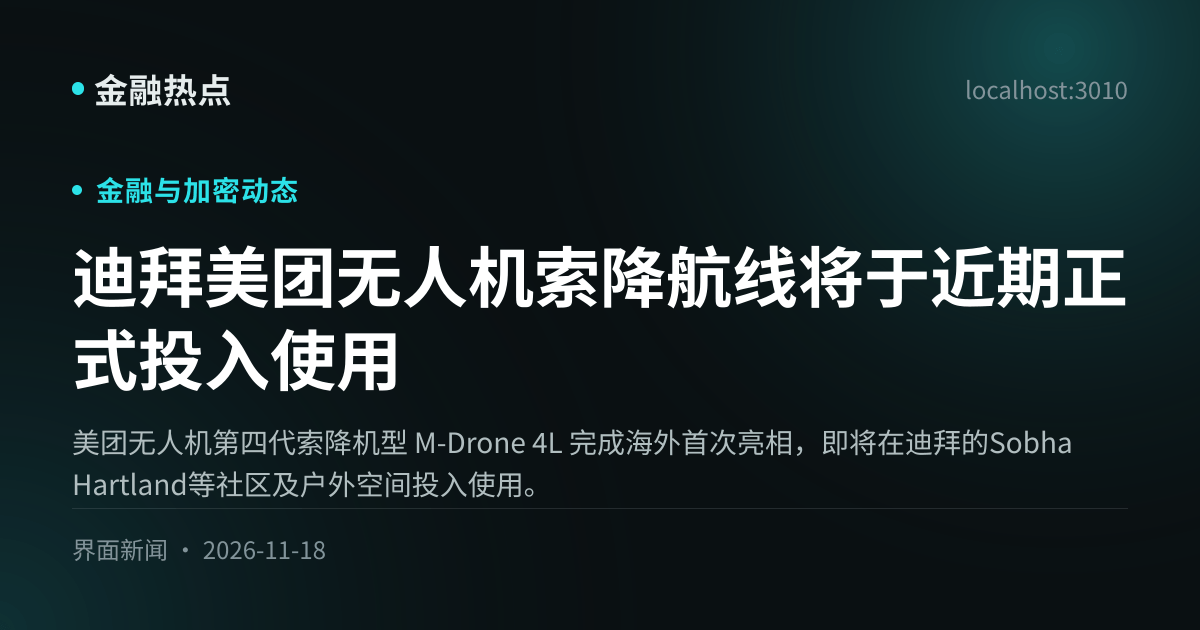 金融热点
localhost:3010
金融与加密动态
迪拜美团无人机索降航线将于近期正
式投入使用
美团无人机第四代索降机型 M-Drone 4L 完成海外首次亮相，即将在迪拜的Sobha
Hartland等社区及户外空间投入使用。
界面新闻 • 2026-11-18